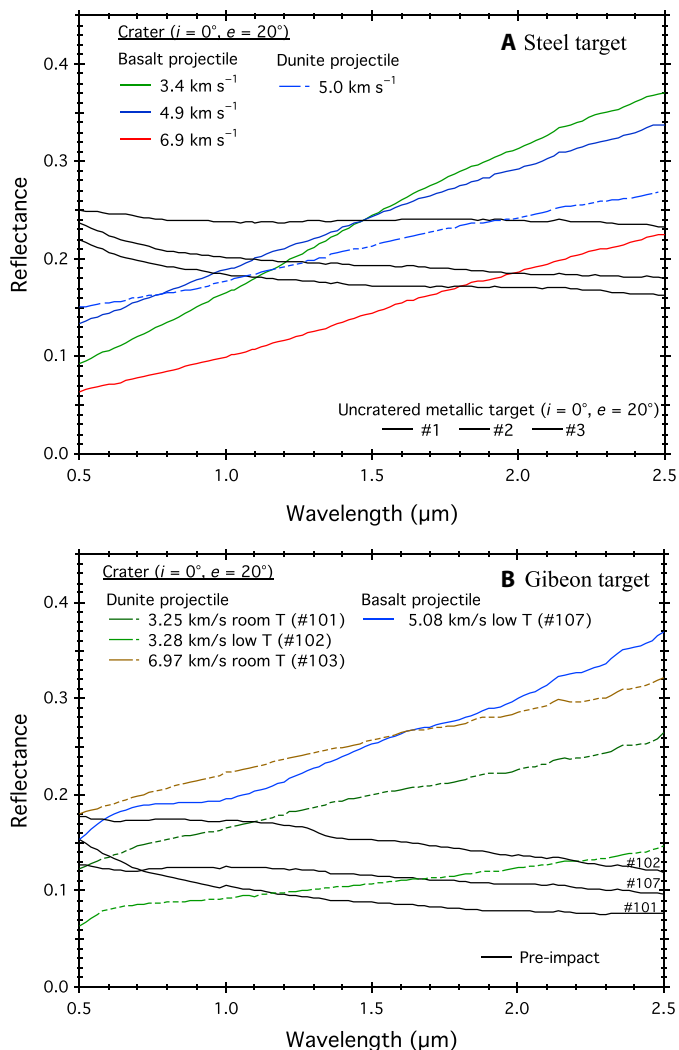 A Steel target
Crater (i = 0°, e = 20°)
Basalt projectile
3.4 km s⁻¹
4.9 km s⁻¹
6.9 km s⁻¹
Dunite projectile
5.0 km s⁻¹
0.4
0.3
0.2
0.1
0.0
Reflectance
Uncratered metallic target (i = 0°, e = 20°)
#1 #2 #3
0.5 1.0 1.5 2.0 2.5
Wavelength (µm)
B Gibeon target
Crater (i = 0°, e = 20°)
Dunite projectile
3.25 km/s room T (#101)
3.28 km/s low T (#102)
6.97 km/s room T (#103)
Basalt projectile
5.08 km/s low T (#107)
0.4
0.3
0.2
0.1
0.0
Reflectance
#102
#107
#101
Pre-impact
0.5 1.0 1.5 2.0 2.5
Wavelength (µm)